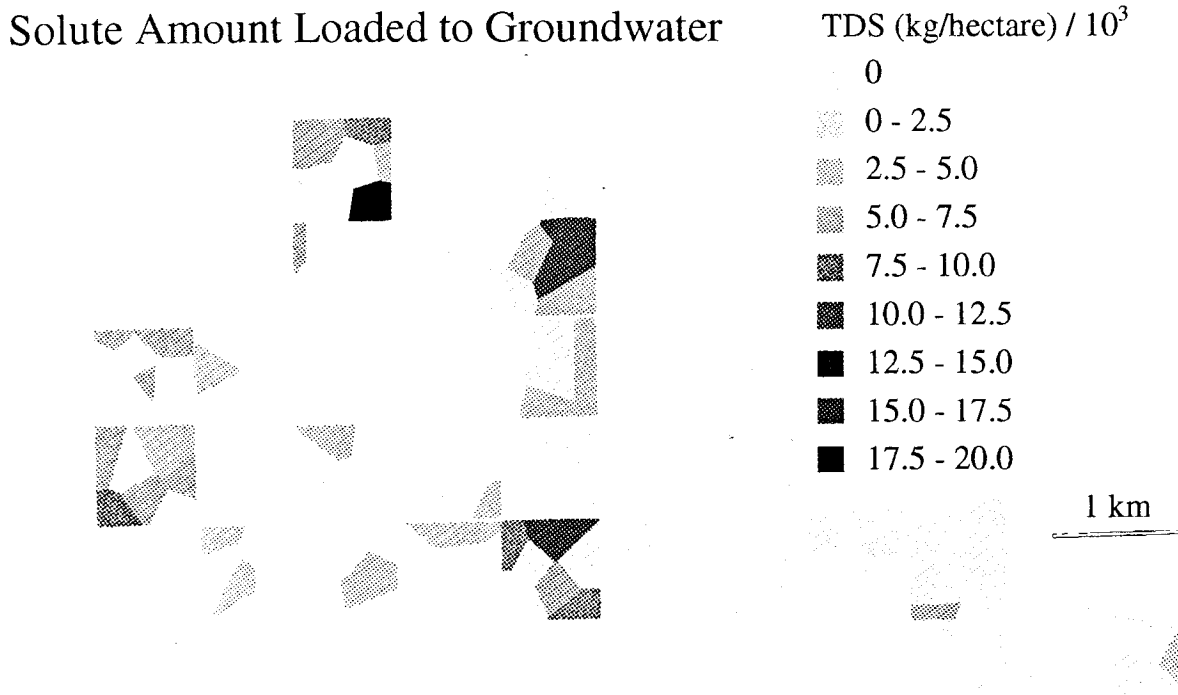 Solute Amount Loaded to Groundwater
TDS (kg/hectare) / 10³
0
0 - 2.5
2.5 - 5.0
5.0 - 7.5
7.5 - 10.0
10.0 - 12.5
12.5 - 15.0
15.0 - 17.5
17.5 - 20.0
1 km